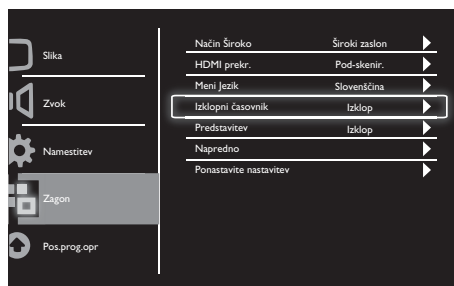 Slika
Zvok
Namestitev
Zagon
Pos.prog.opr
Način Široko Široki zaslon
HDMI prekr. Pod-skenir.
Meni Jezik Slovenščina
Izklopni časovnik Izklop
Predstavitev Izklop
Napredno
Ponastavite nastavitev